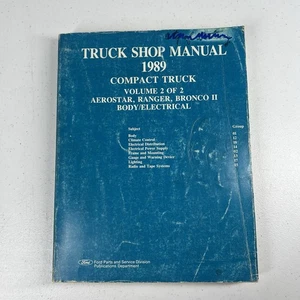 TRUCK SHOP MANUAL
1989
COMPACT TRUCK
VOLUME 2 OF 2
AEROSTAR, RANGER, BRONCO II
BODY/ELECTRICAL
Subject Group
Body
Climate Control
Electrical Distribution
Electrical Power Supply
Frame and Mounting
Gauge and Warning Device
Lighting
Radio and Tape Systems
Ford
Ford Parts and Service Division
Publications Department